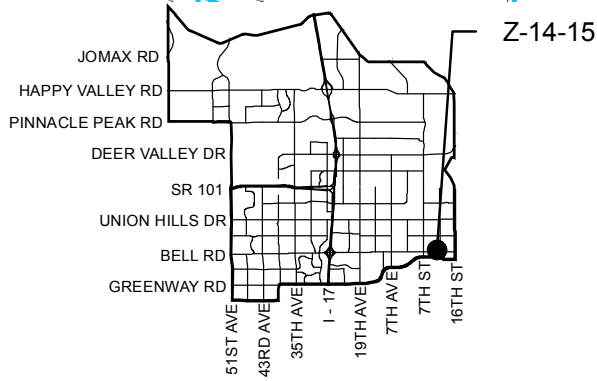 Z-14-15
JOMAX RD
HAPPY VALLEY RD
PINNACLE PEAK RD
DEER VALLEY DR
SR 101
UNION HILLS DR
BELL RD
GREENWAY RD
51ST AVE
43RD AVE
35TH AVE
I - 17
19TH AVE
7TH AVE
7TH ST
16TH ST